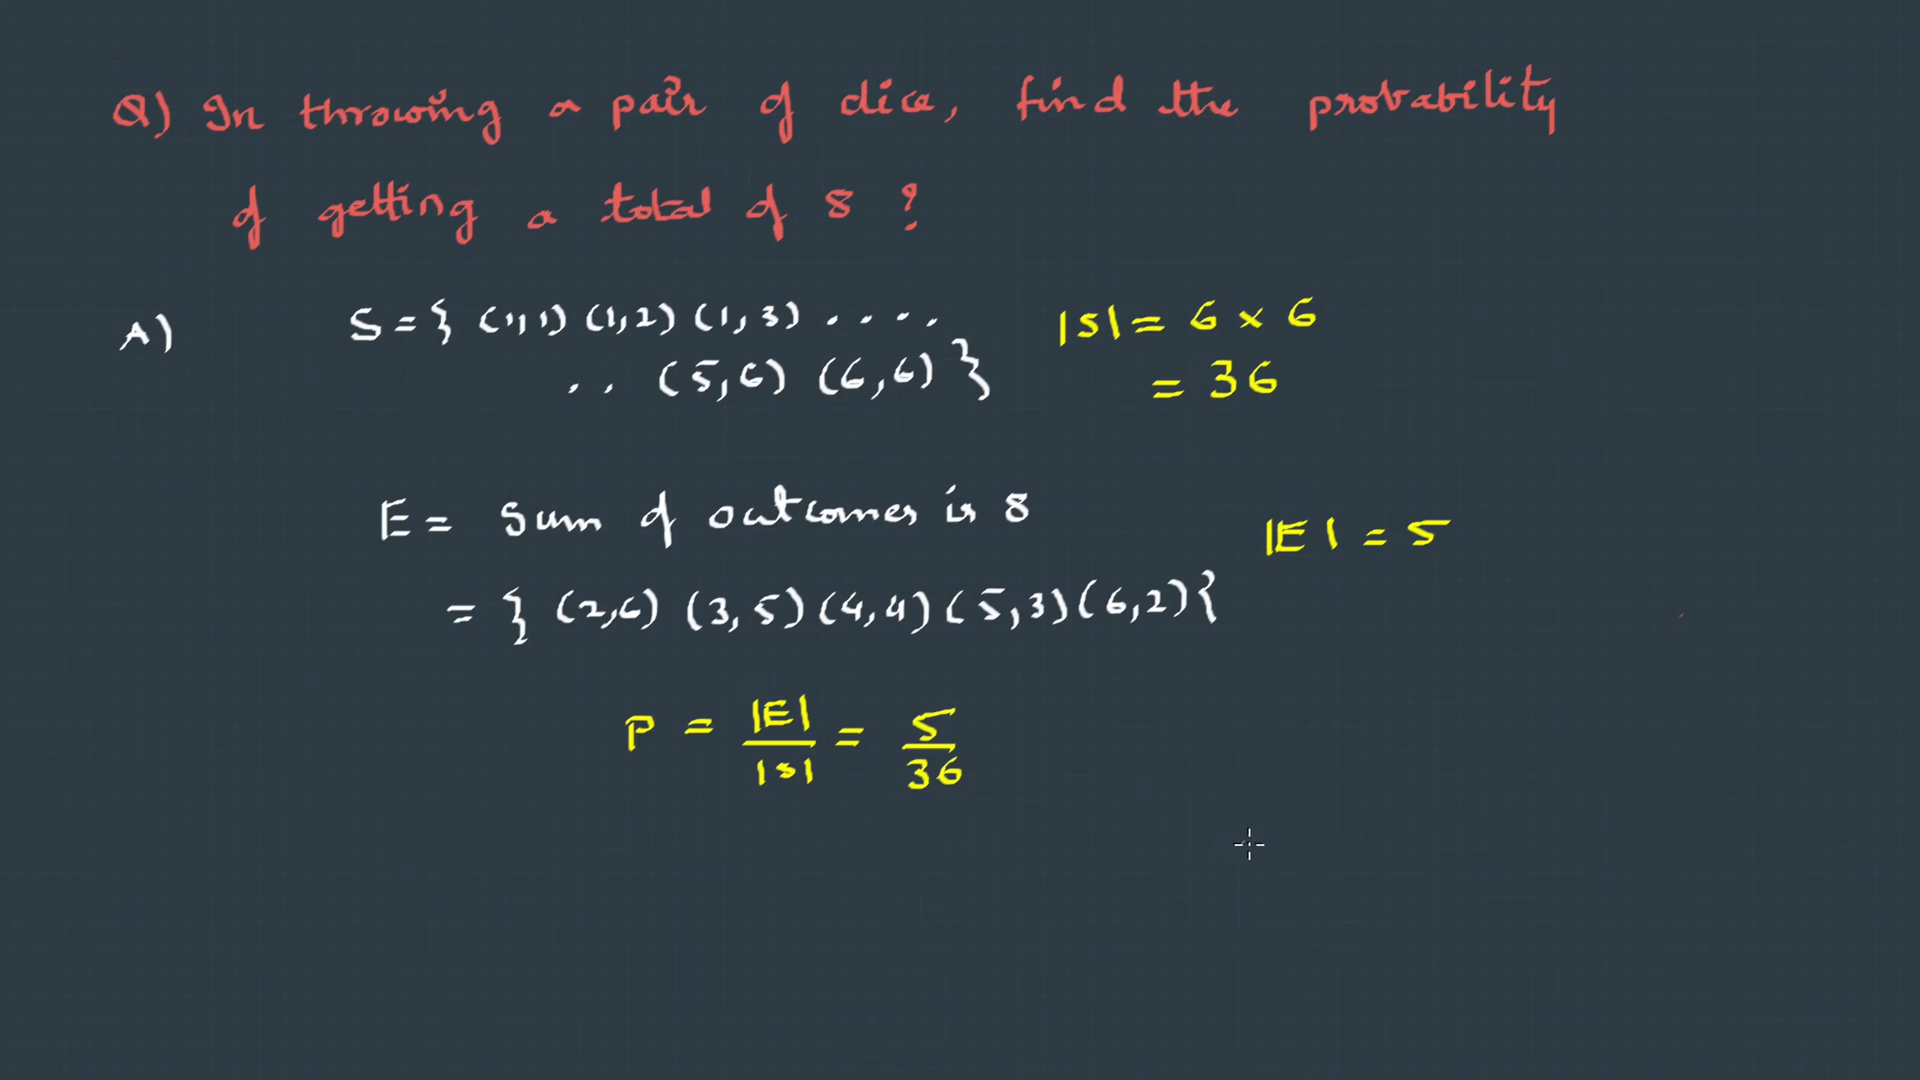 Q) In throwing a pair of dice, find the probability
of getting a total of 8 ?
A) S = { (1,1) (1,2) (1,3) . . . . |S| = 6 × 6
. . (5,6) (6,6) } = 36
E = Sum of outcomes is 8 |E| = 5
= } (2,6) (3,5) (4,4) (5,3) (6,2) {
P = |E| / |S| = 5 / 36